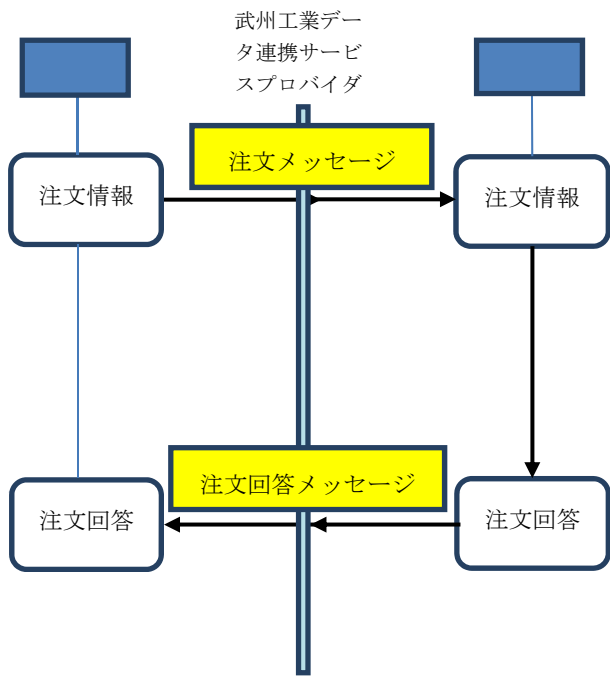 武州工業デー
タ連携サービ
スプロバイダ
注文メッセージ
注文情報
注文情報
注文回答メッセージ
注文回答
注文回答